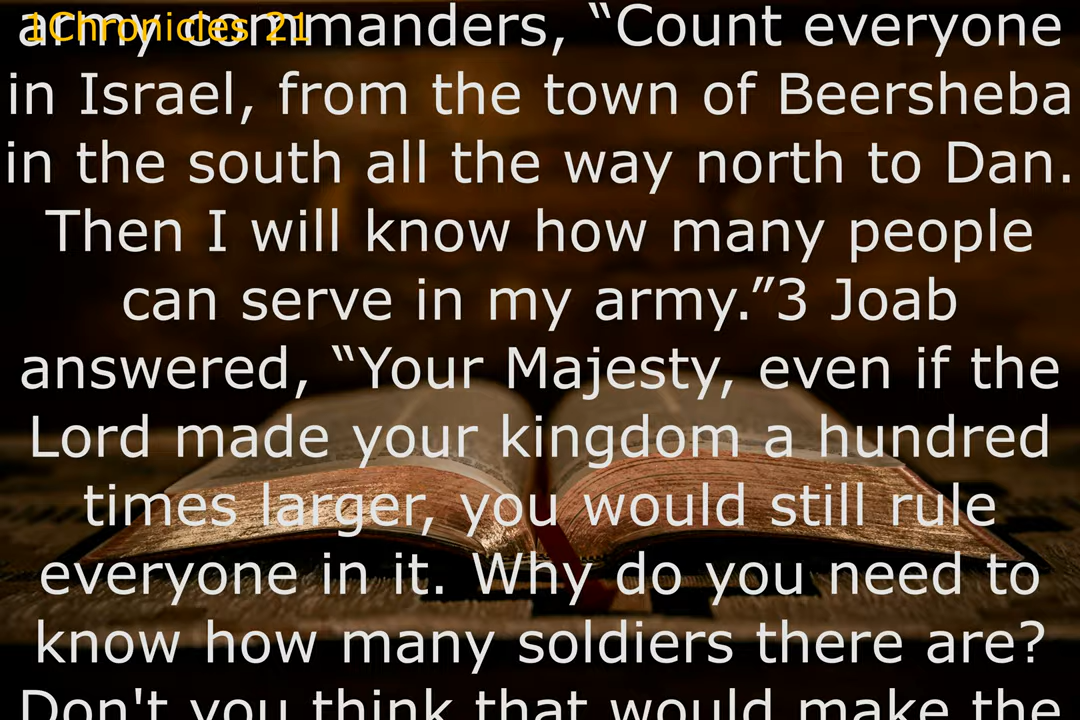 1Chronicles 21
army commanders, “Count everyone
in Israel, from the town of Beersheba
in the south all the way north to Dan.
Then I will know how many people
can serve in my army.”3 Joab
answered, “Your Majesty, even if the
Lord made your kingdom a hundred
times larger, you would still rule
everyone in it. Why do you need to
know how many soldiers there are?
Don't you think that would make the